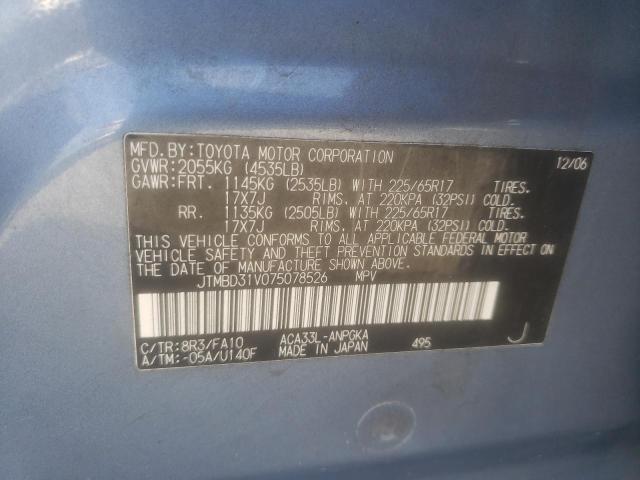 MFD. BY: TOYOTA MOTOR CORPORATION 12/06
GVWR: 2055KG (4535LB)
GAWR: FRT. 1145KG (2535LB) WITH 225/65R17 TIRES.
17X7J RIMS. AT 220KPA (32PSI) COLD.
RR. 1135KG (2505LB) WITH 225/65R17 TIRES.
17X7J RIMS. AT 220KPA (32PSI) COLD.
THIS VEHICLE CONFORMS TO ALL APPLICABLE FEDERAL MOTOR
VEHICLE SAFETY AND THEFT PREVENTION STANDARDS IN EFFECT ON
THE DATE OF MANUFACTURE SHOWN ABOVE.
JTMBD31V075078526 MPV
C/TR: 8R3/FA10 ACA33L-ANPGKA
A/TM: -05A/U140F MADE IN JAPAN 495 J